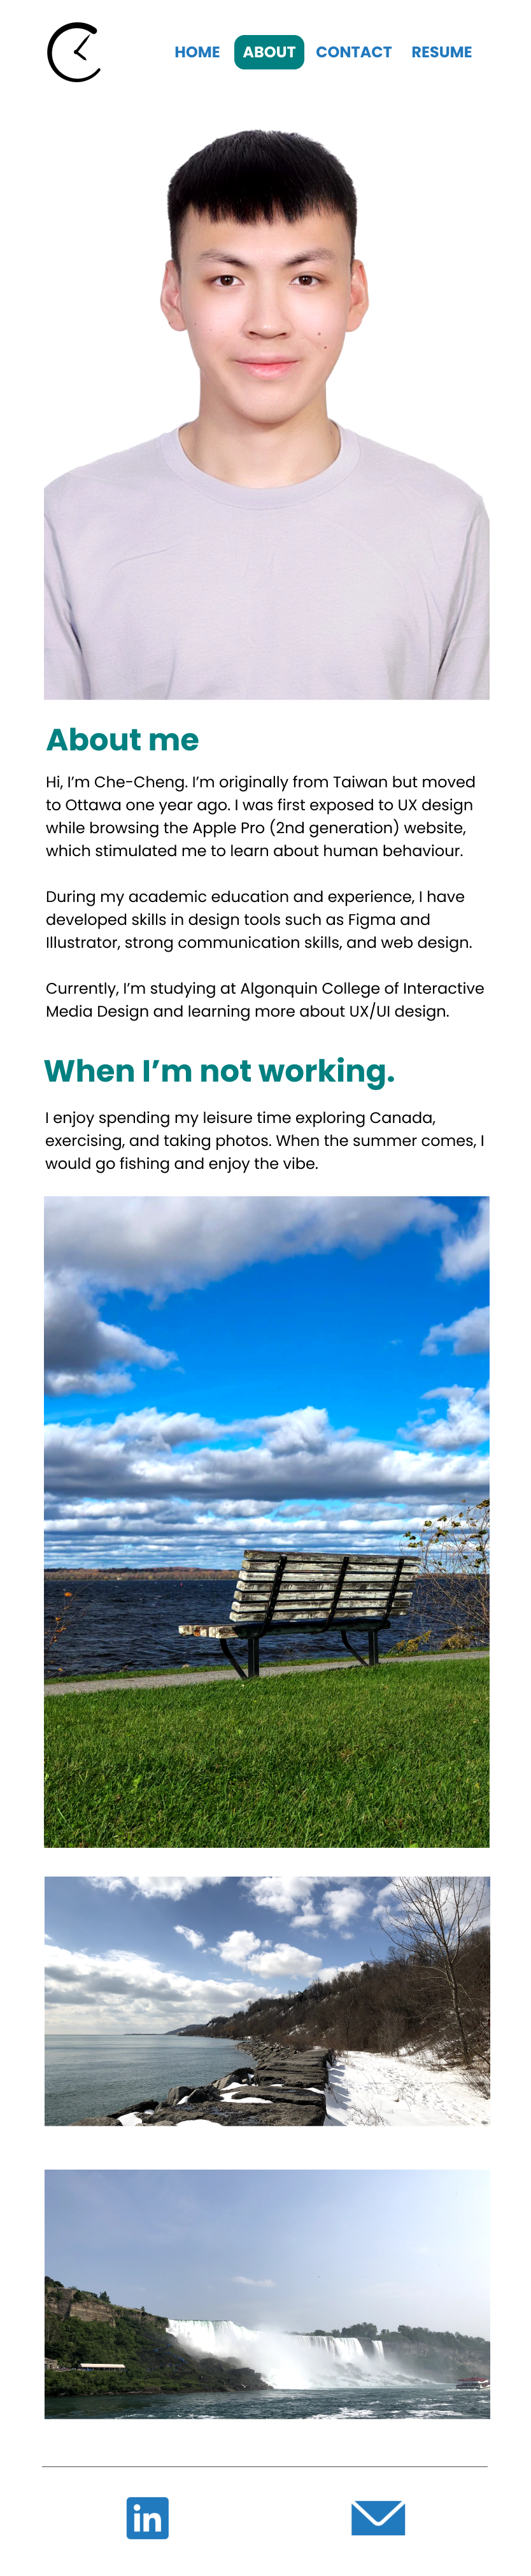 HOME ABOUT CONTACT RESUME
About me
Hi, I’m Che-Cheng. I’m originally from Taiwan but moved
to Ottawa one year ago. I was first exposed to UX design
while browsing the Apple Pro (2nd generation) website,
which stimulated me to learn about human behaviour.
During my academic education and experience, I have
developed skills in design tools such as Figma and
Illustrator, strong communication skills, and web design.
Currently, I’m studying at Algonquin College of Interactive
Media Design and learning more about UX/UI design.
When I’m not working.
I enjoy spending my leisure time exploring Canada,
exercising, and taking photos. When the summer comes, I
would go fishing and enjoy the vibe.
in